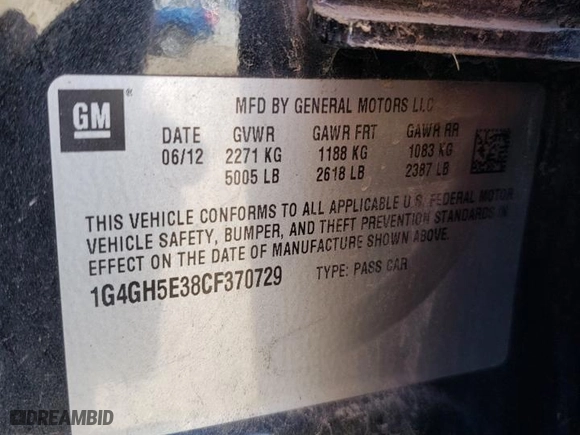 GM ®
MFD BY GENERAL MOTORS LLC
DATE GVWR GAWR FRT GAWR RR
06/12 2271 KG 1188 KG 1083 KG
5005 LB 2618 LB 2387 LB
THIS VEHICLE CONFORMS TO ALL APPLICABLE U.S. FEDERAL MOTOR
VEHICLE SAFETY, BUMPER, AND THEFT PREVENTION STANDARDS IN
EFFECT ON THE DATE OF MANUFACTURE SHOWN ABOVE.
1G4GH5E38CF370729 TYPE: PASS CAR
DREAMBID